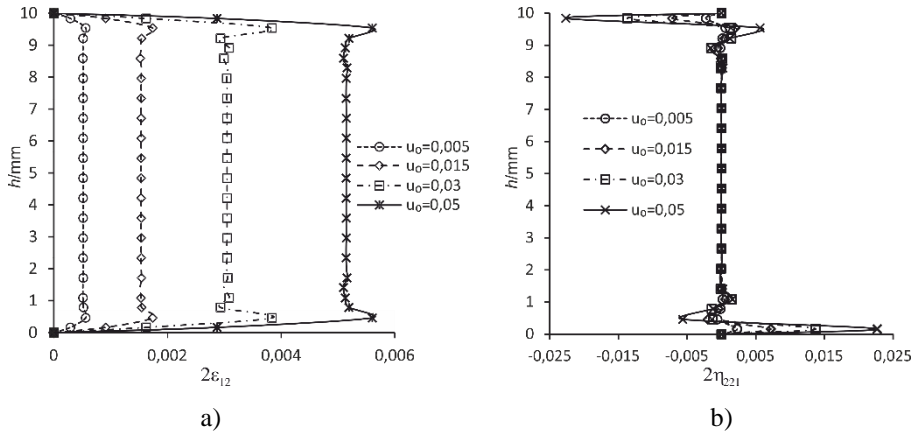 10
9
8
7
6
5
4
3
2
1
0
h/mm
0
0,002
0,004
0,006
2ε₁₂
u₀=0,005
u₀=0,015
u₀=0,03
u₀=0,05
a)
10
9
8
7
6
5
4
3
2
1
0
h/mm
-0,025
-0,015
-0,005
0,005
0,015
0,025
2η₂₂₁
u₀=0,005
u₀=0,015
u₀=0,03
u₀=0,05
b)